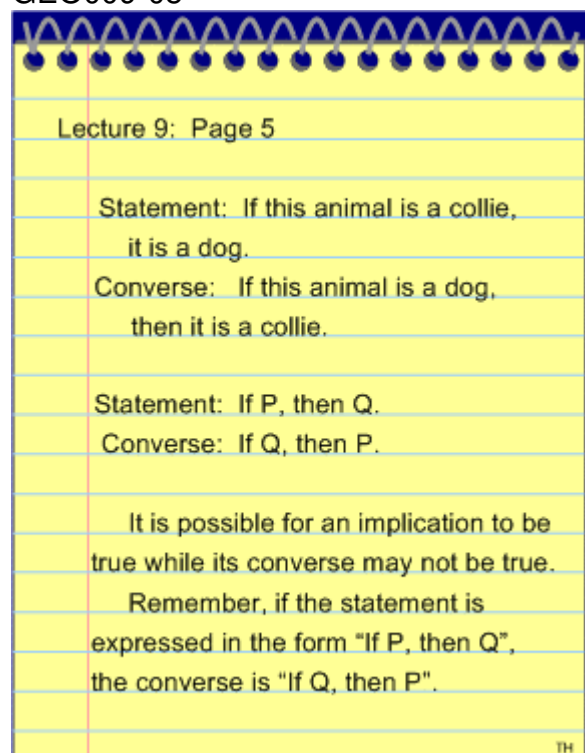 Lecture 9: Page 5
Statement: If this animal is a collie,
it is a dog.
Converse: If this animal is a dog,
then it is a collie.
Statement: If P, then Q.
Converse: If Q, then P.
It is possible for an implication to be
true while its converse may not be true.
Remember, if the statement is
expressed in the form “If P, then Q”,
the converse is “If Q, then P”.
TH